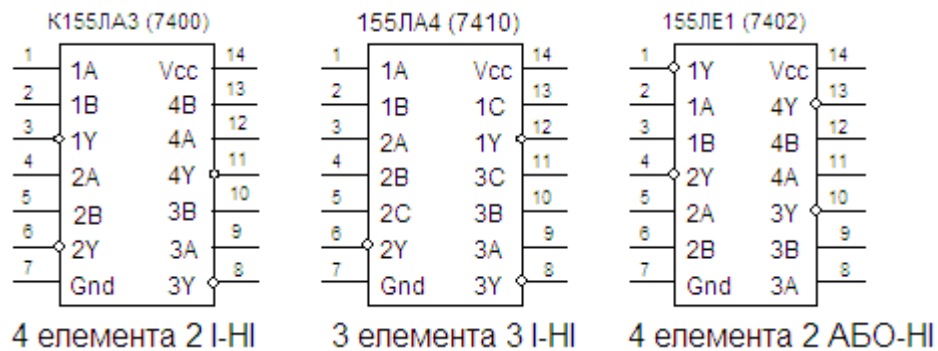 К155ЛА3 (7400)
155ЛА4 (7410)
155ЛЕ1 (7402)
1 1A Vcc 14
2 1B 4B 13
3 1Y 4A 12
4 2A 4Y 11
5 2B 3B 10
6 2Y 3A 9
7 Gnd 3Y 8
1 1A Vcc 14
2 1B 1C 13
3 2A 1Y 12
4 2B 3C 11
5 2C 3B 10
6 2Y 3A 9
7 Gnd 3Y 8
1 1Y Vcc 14
2 1A 4Y 13
3 1B 4B 12
4 2Y 4A 11
5 2A 3Y 10
6 2B 3B 9
7 Gnd 3A 8
4 елемента 2 І-НІ
3 елемента 3 І-НІ
4 елемента 2 АБО-НІ